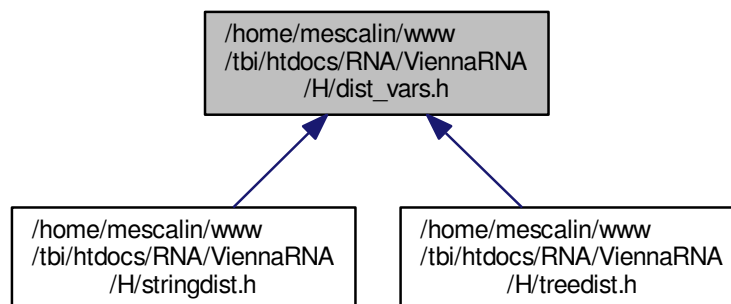 /home/mescalin/www
/tbi/htdocs/RNA/ViennaRNA
/H/dist_vars.h
/home/mescalin/www
/tbi/htdocs/RNA/ViennaRNA
/H/stringdist.h
/home/mescalin/www
/tbi/htdocs/RNA/ViennaRNA
/H/treedist.h